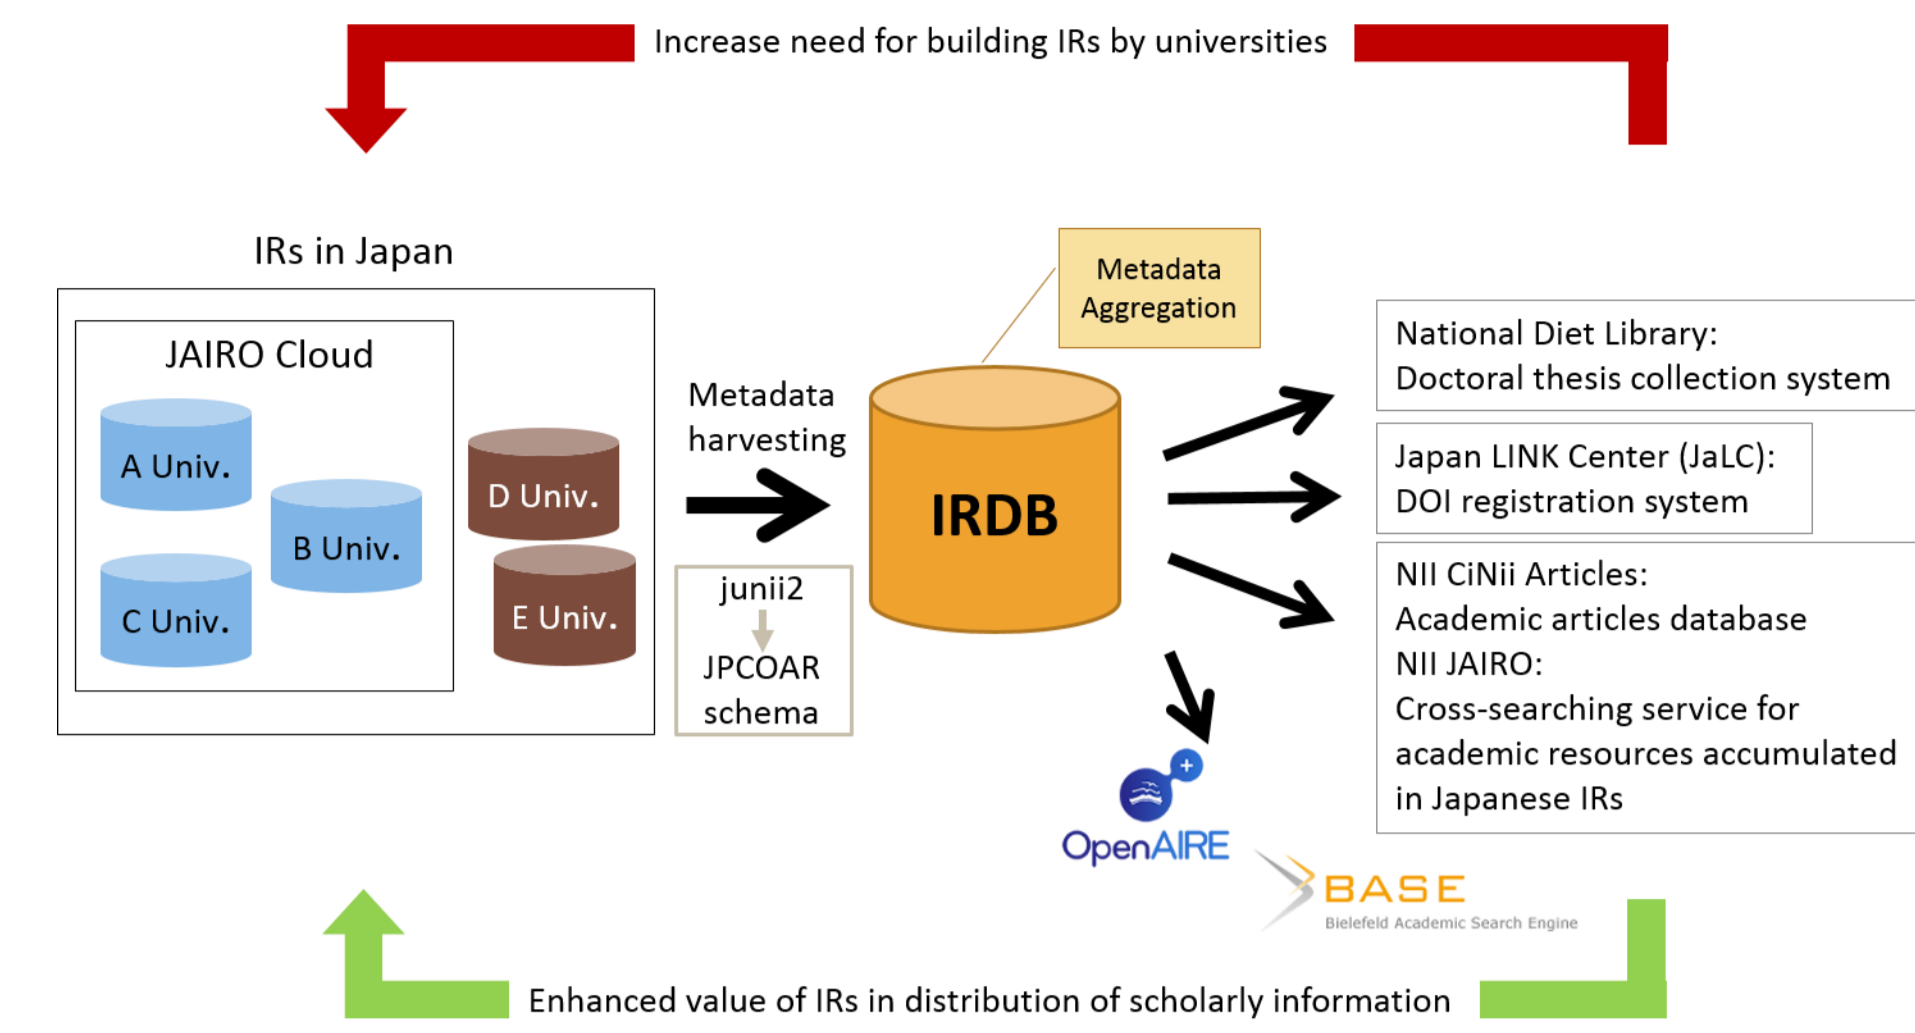 Increase need for building IRs by universities
IRs in Japan
JAIRO Cloud
A Univ.
B Univ.
C Univ.
D Univ.
E Univ.
Metadata
harvesting
junii2
JPCOAR
schema
Metadata
Aggregation
IRDB
National Diet Library:
Doctoral thesis collection system
Japan LINK Center (JaLC):
DOI registration system
NII CiNii Articles:
Academic articles database
NII JAIRO:
Cross-searching service for
academic resources accumulated
in Japanese IRs
OpenAIRE
BASE
Bielefeld Academic Search Engine
Enhanced value of IRs in distribution of scholarly information